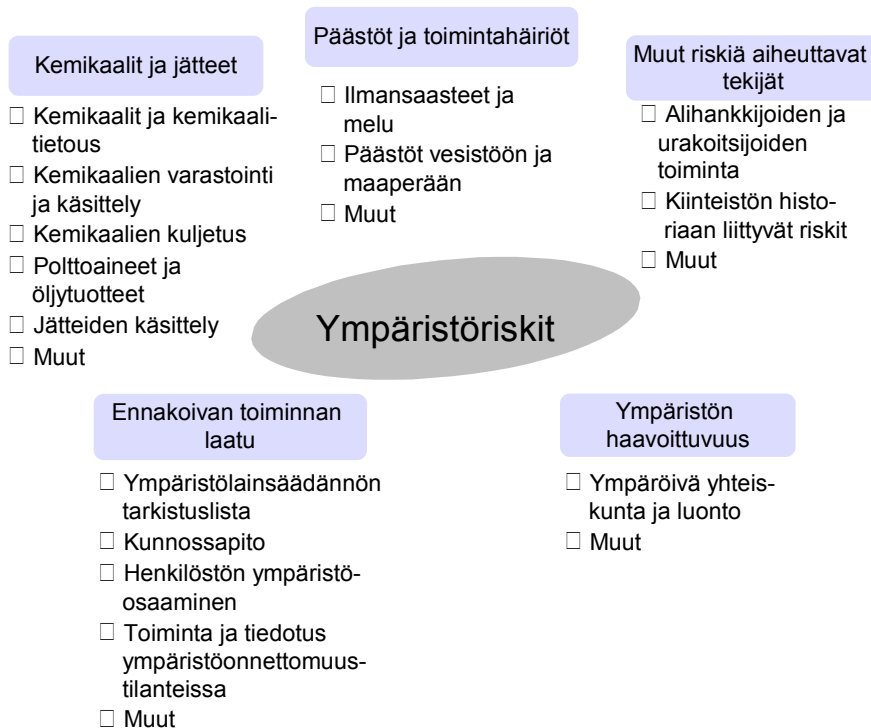 Kemikaalit ja jätteet
☐ Kemikaalit ja kemikaali-
tietous
☐ Kemikaalien varastointi
ja käsittely
☐ Kemikaalien kuljetus
☐ Polttoaineet ja
öljytuotteet
☐ Jätteiden käsittely
☐ Muut
Päästöt ja toimintahäiriöt
☐ Ilmansaasteet ja
melu
☐ Päästöt vesistöön ja
maaperään
☐ Muut
Muut riskiä aiheuttavat
tekijät
☐ Alihankkijoiden ja
urakoitsijoiden
toiminta
☐ Kiinteistön histo-
riaan liittyvät riskit
☐ Muut
Ympäristöriskit
Ennakoivan toiminnan
laatu
☐ Ympäristölainsäädännön
tarkistuslista
☐ Kunnossapito
☐ Henkilöstön ympäristö-
osaaminen
☐ Toiminta ja tiedotus
ympäristöonnettomuus-
tilanteissa
☐ Muut
Ympäristön
haavoittuvuus
☐ Ympäröivä yhteis-
kunta ja luonto
☐ Muut